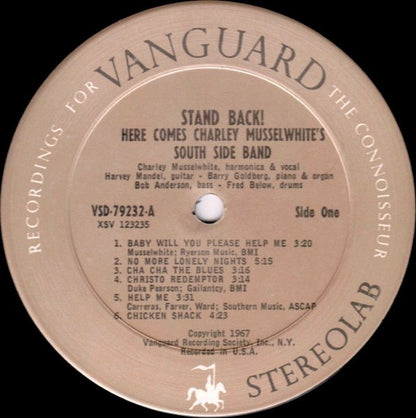 RECORDINGS FOR VANGUARD THE CONNOISSEUR
STEREOLAB
STAND BACK!
HERE COMES CHARLEY MUSSELWHITE'S
SOUTH SIDE BAND
Charley Musselwhite, harmonica & vocal
Harvey Mandel, guitar - Barry Goldberg, piano & organ
Bob Anderson, bass - Fred Below, drums
VSD-79232-A Side One
XSV 123235
1. BABY WILL YOU PLEASE HELP ME 3:20
Musselwhite; Ryerson Music, BMI
2. NO MORE LONELY NIGHTS 5:15
3. CHA CHA THE BLUES 3:16
4. CHRISTO REDEMPTOR 3:14
Duke Pearson; Gailantcy, BMI
5. HELP ME 3:31
Carreras, Farver, Ward; Southern Music, ASCAP
6. CHICKEN SHACK 4:23
Copyright 1967
Vanguard Recording Society, Inc., N.Y.
Recorded in U.S.A.